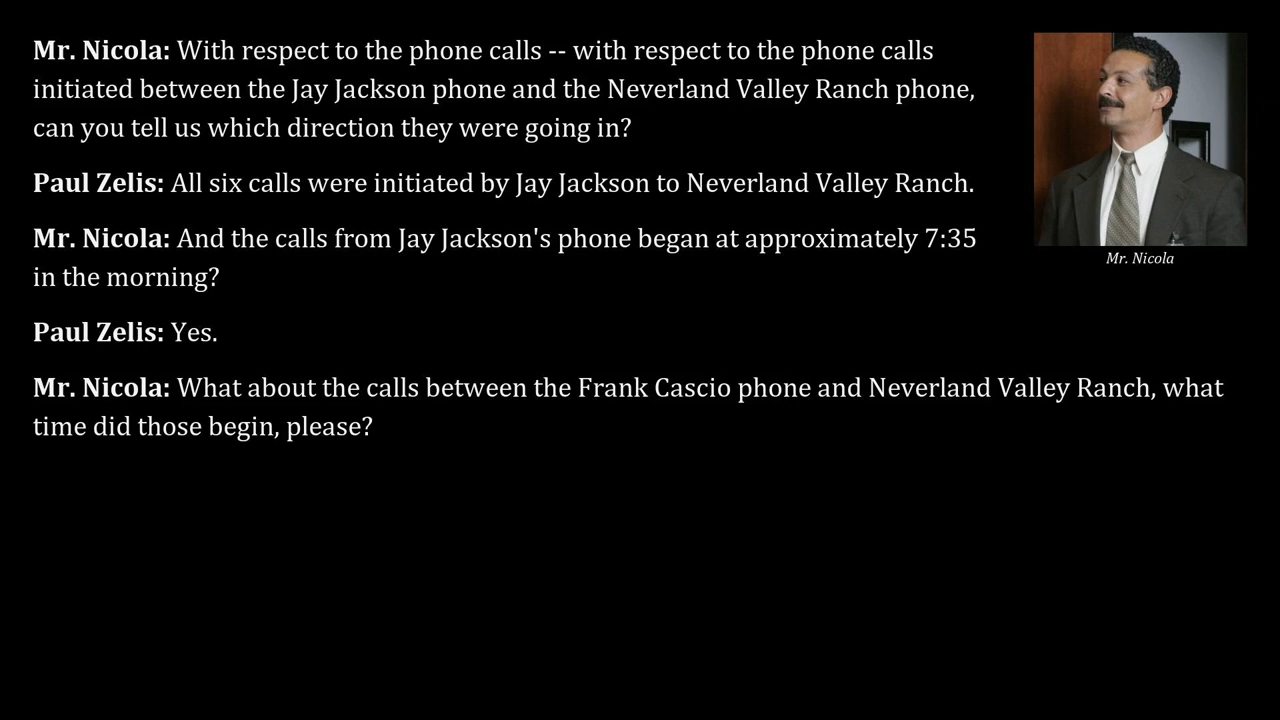 Mr. Nicola: With respect to the phone calls -- with respect to the phone calls
initiated between the Jay Jackson phone and the Neverland Valley Ranch phone,
can you tell us which direction they were going in?
Paul Zelis: All six calls were initiated by Jay Jackson to Neverland Valley Ranch.
Mr. Nicola: And the calls from Jay Jackson's phone began at approximately 7:35
in the morning?
Paul Zelis: Yes.
Mr. Nicola: What about the calls between the Frank Cascio phone and Neverland Valley Ranch, what
time did those begin, please?
Mr. Nicola